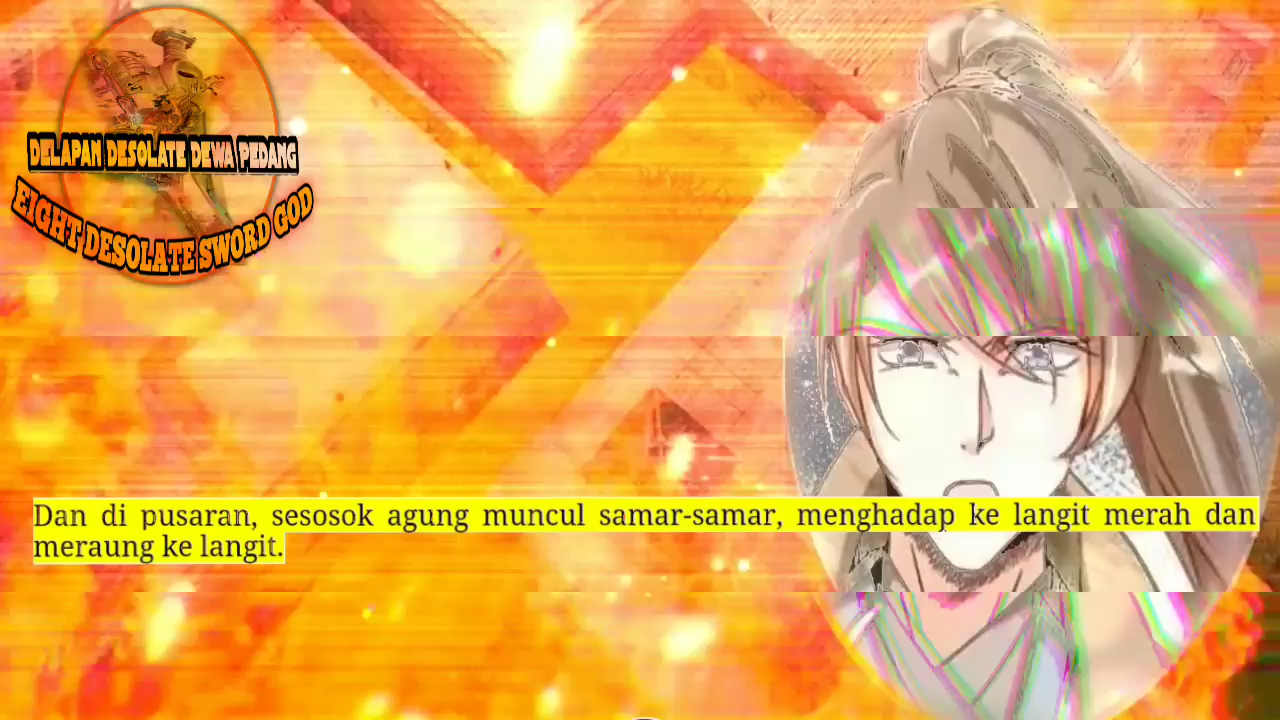 DELAPAN DESOLATE DEWA PEDANG
EIGHT DESOLATE SWORD GOD
Dan di pusaran, sesosok agung muncul samar-samar, menghadap ke langit merah dan
meraung ke langit.